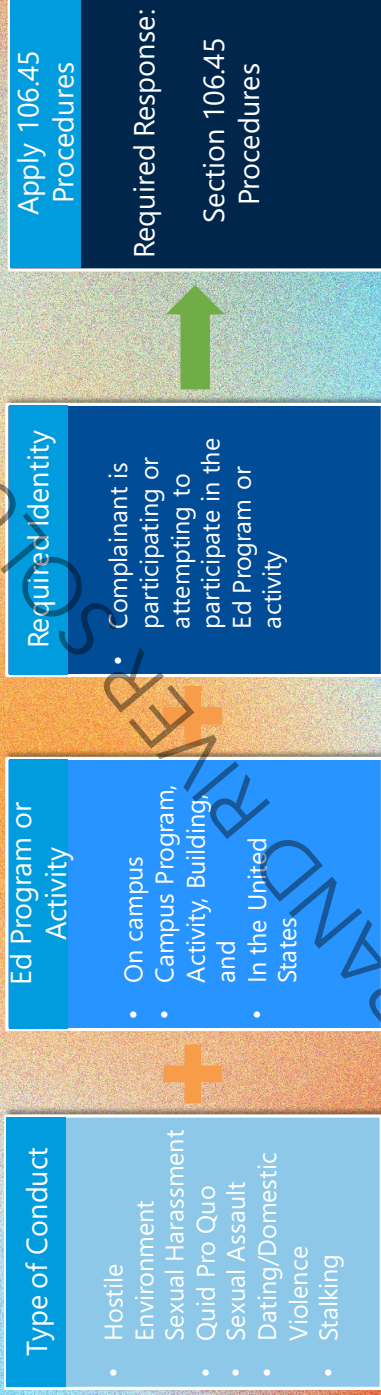 Type of Conduct
• Hostile
Environment
Sexual Harassment
• Quid Pro Quo
• Sexual Assault
• Dating/Domestic
Violence
• Stalking
Ed Program or
Activity
• On campus
• Campus Program,
Activity, Building,
and
• In the United
States
Required Identity
• Complainant is
participating or
attempting to
participate in the
Ed Program or
activity
Apply 106.45
Procedures
Required Response:
Section 106.45
Procedures
RIVER